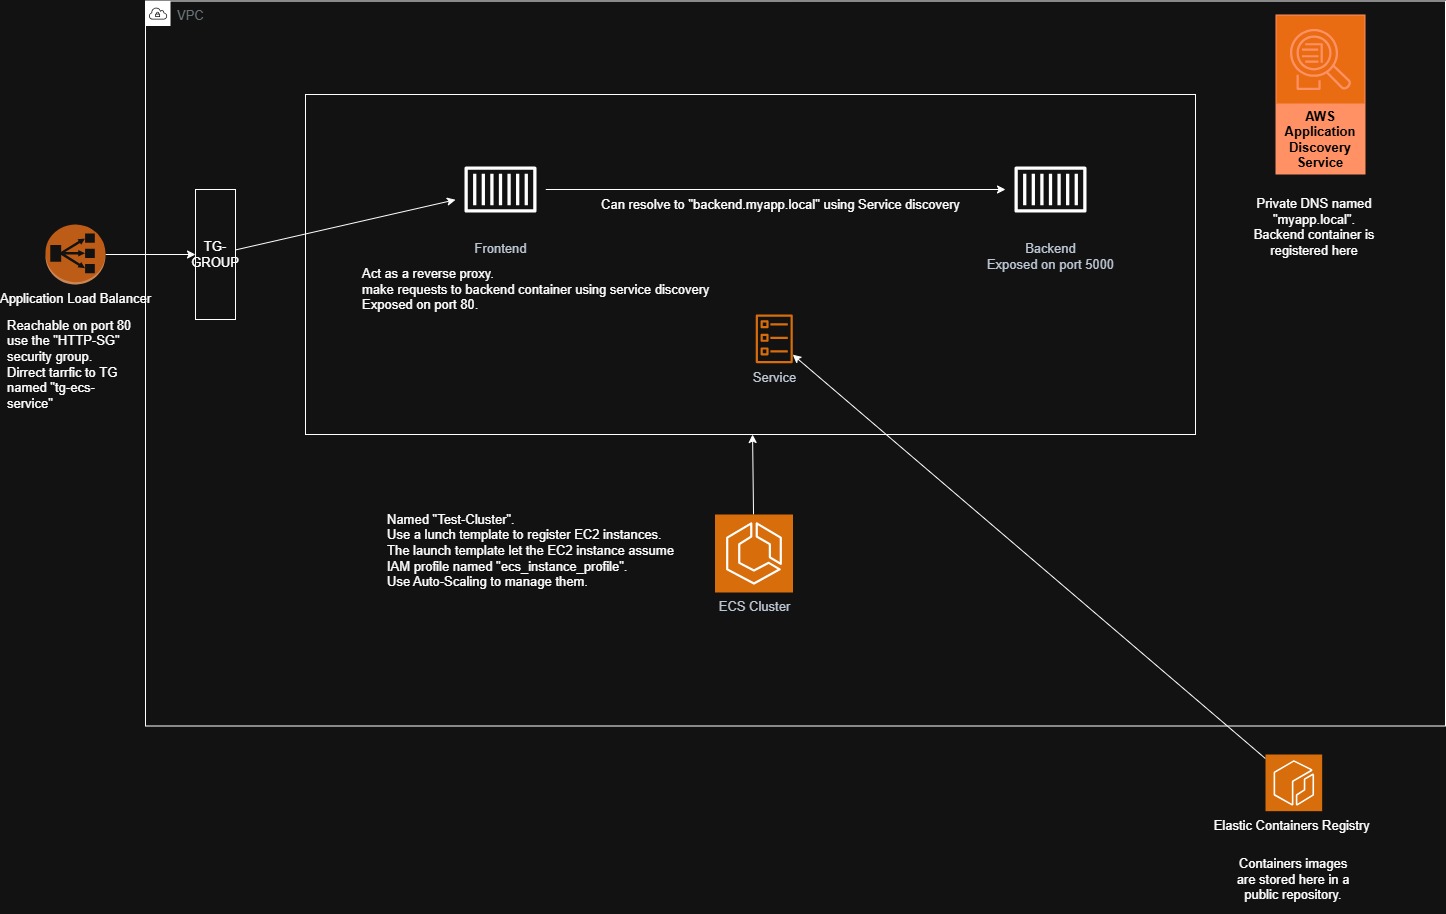 VPC
AWS
Application
Discovery
Service
Private DNS named
"myapp.local".
Backend container is
registered here
Can resolve to "backend.myapp.local" using Service discovery
Frontend
Act as a reverse proxy.
make requests to backend container using service discovery
Exposed on port 80.
Backend
Exposed on port 5000
TG-
GROUP
Application Load Balancer
Reachable on port 80
use the "HTTP-SG"
security group.
Dirrect tarrfic to TG
named "tg-ecs-
service"
Service
Named "Test-Cluster".
Use a lunch template to register EC2 instances.
The launch template let the EC2 instance assume
IAM profile named "ecs_instance_profile".
Use Auto-Scaling to manage them.
ECS Cluster
Elastic Containers Registry
Containers images
are stored here in a
public repository.